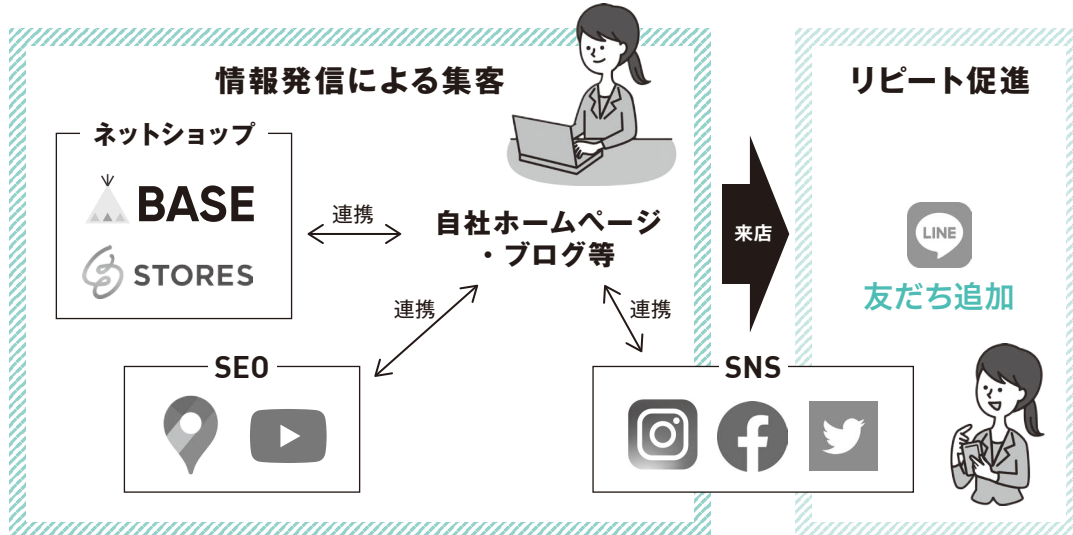 情報発信による集客
ネットショップ
BASE
STORES
連携
自社ホームページ
・ブログ等
連携
連携
SEO
SNS
来店
リピート促進
LINE
友だち追加